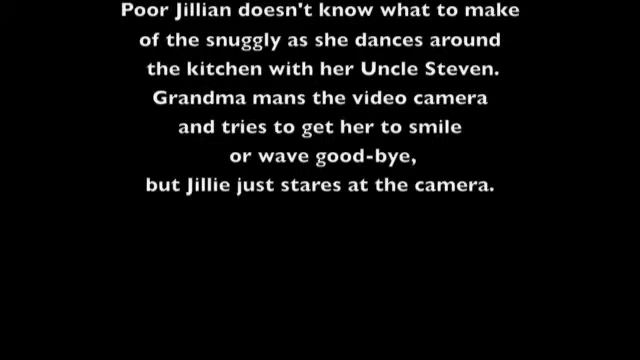 Poor Jillian doesn't know what to make
of the snuggly as she dances around
the kitchen with her Uncle Steven.
Grandma mans the video camera
and tries to get her to smile
or wave good-bye,
but Jillie just stares at the camera.